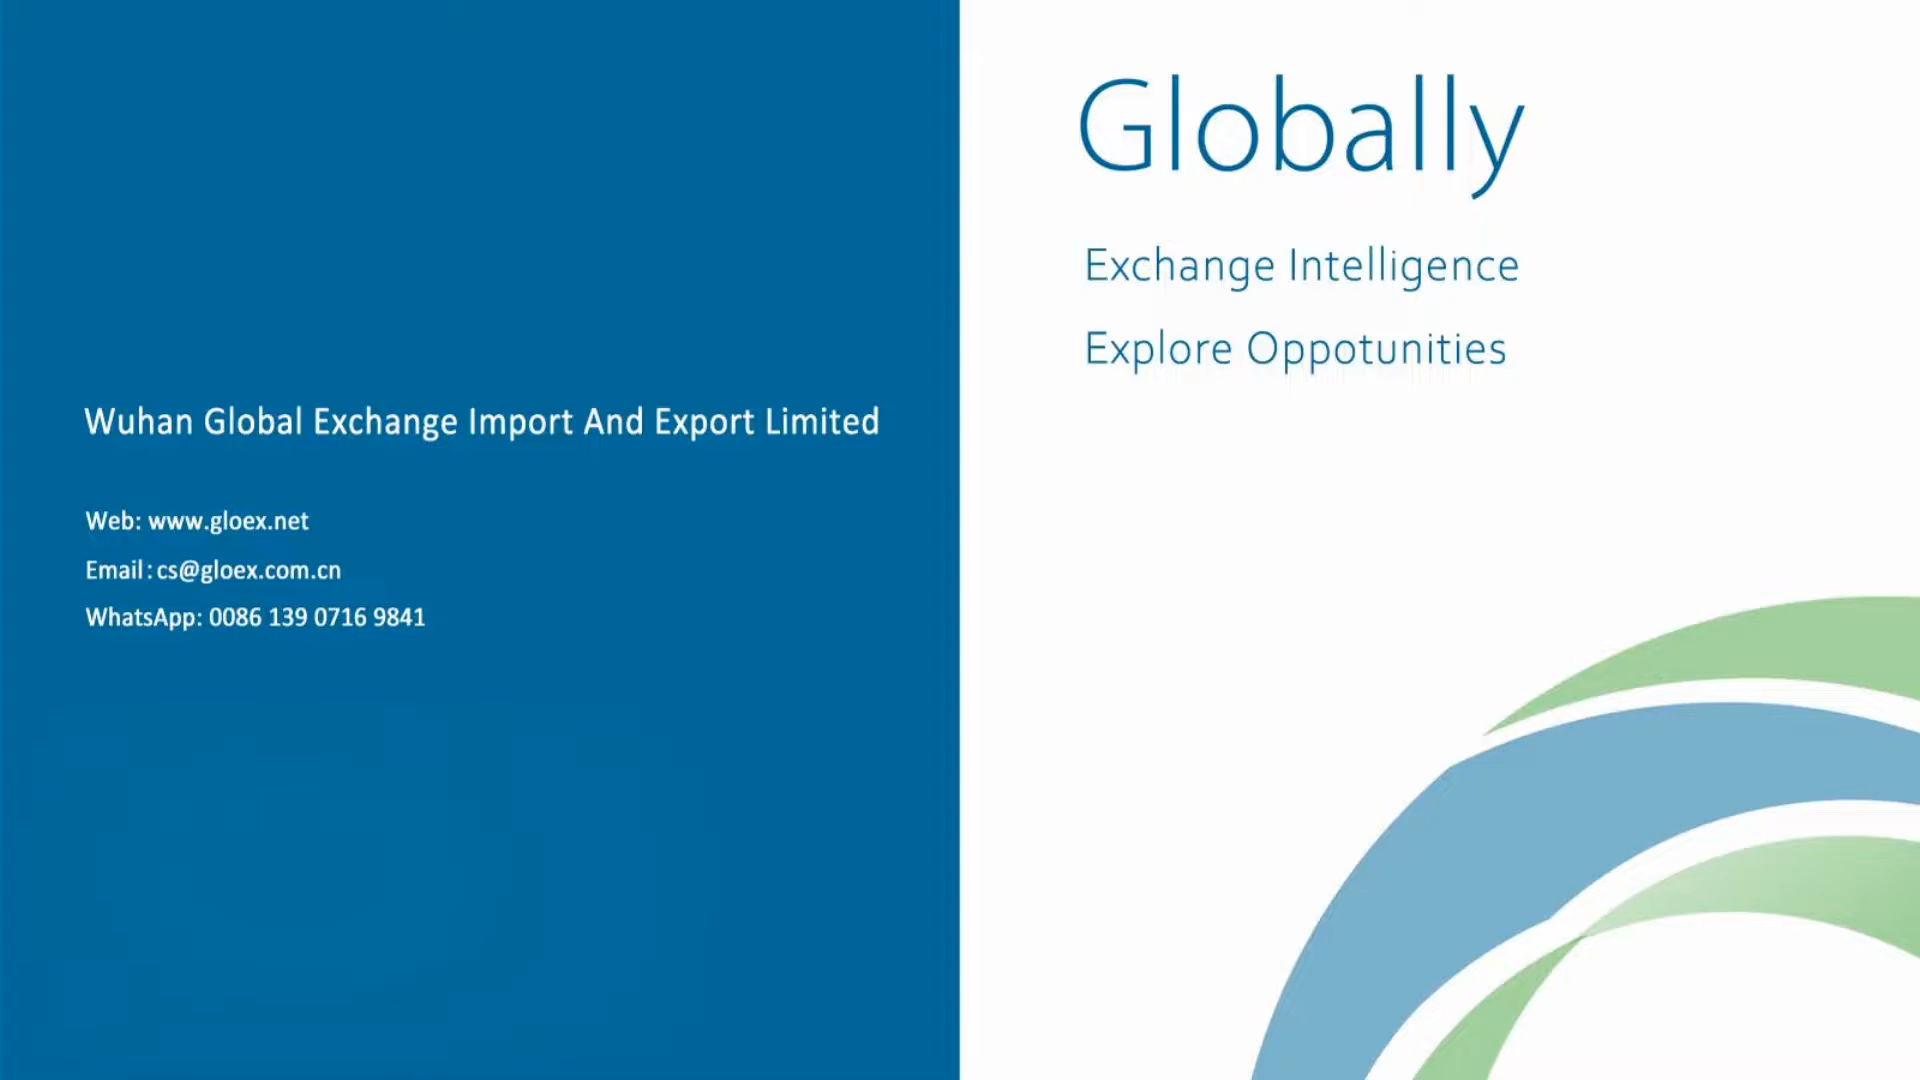 Wuhan Global Exchange Import And Export Limited
Web: www.gloex.net
Email: cs@gloex.com.cn
WhatsApp: 0086 139 0716 9841
Globally
Exchange Intelligence
Explore Oppotunities